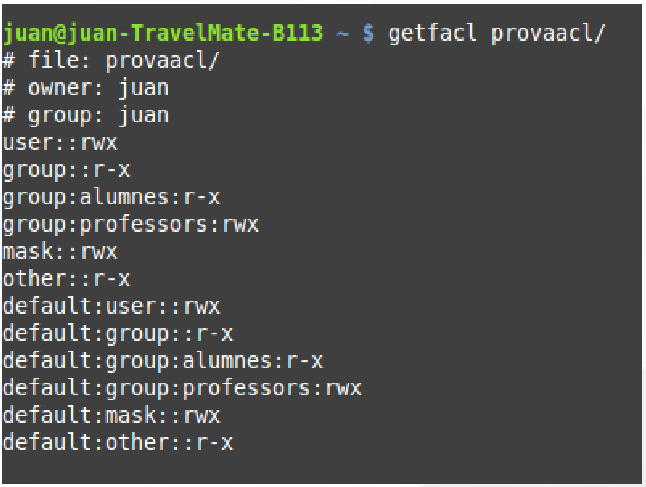 juan@juan-TravelMate-B113 ~ $ getfacl provaacl/
# file: provaacl/
# owner: juan
# group: juan
user::rwx
group::r-x
group:alumnes:r-x
group:professors:rwx
mask::rwx
other::r-x
default:user::rwx
default:group::r-x
default:group:alumnes:r-x
default:group:professors:rwx
default:mask::rwx
default:other::r-x